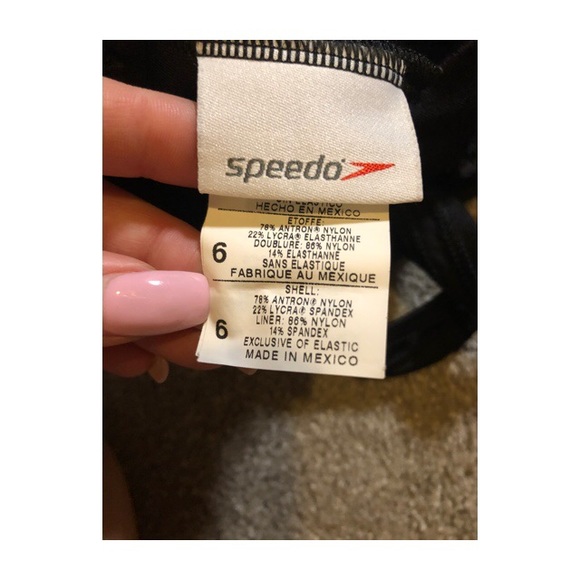 speedo
SIN ELASTICO
HECHO EN MEXICO
ETOFFE:
78% ANTRON® NYLON
22% LYCRA® ELASTHANNE
6
DOUBLURE: 86% NYLON
14% ELASTHANNE
SANS ELASTIQUE
FABRIQUE AU MEXIQUE
SHELL:
78% ANTRON® NYLON
22% LYCRA® SPANDEX
6
LINER: 86% NYLON
14% SPANDEX
EXCLUSIVE OF ELASTIC
MADE IN MEXICO